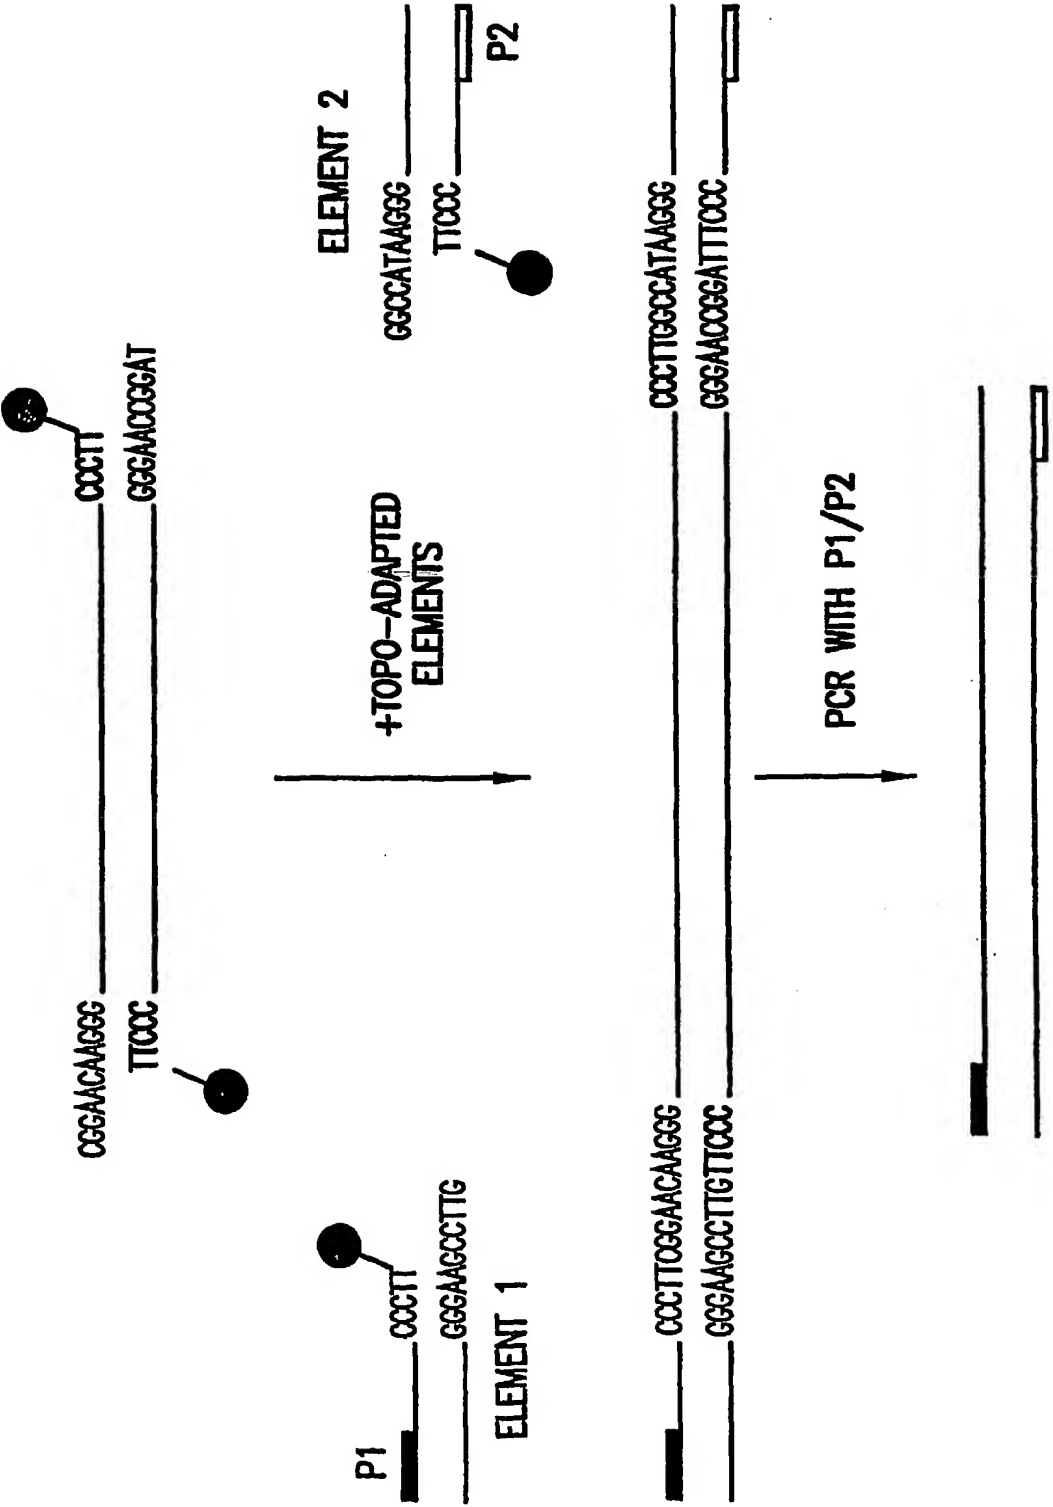 CCCTT
CGGAACAAGGG
GGGAACCGGAT
TTCCC
ELEMENT 2
P1
CCCTT
+TOPO-ADAPTED
GGCCATAAGGG
GGGAAGCCTTG
ELEMENTS
TTCCC
ELEMENT 1
P2
CCCTTCGGAACAAGGG
CCCTTGGCCATAAGGG
GGGAAGCCTTGTTCCC
GGGAACCGGATTTCCC
PCR WITH P1/P2